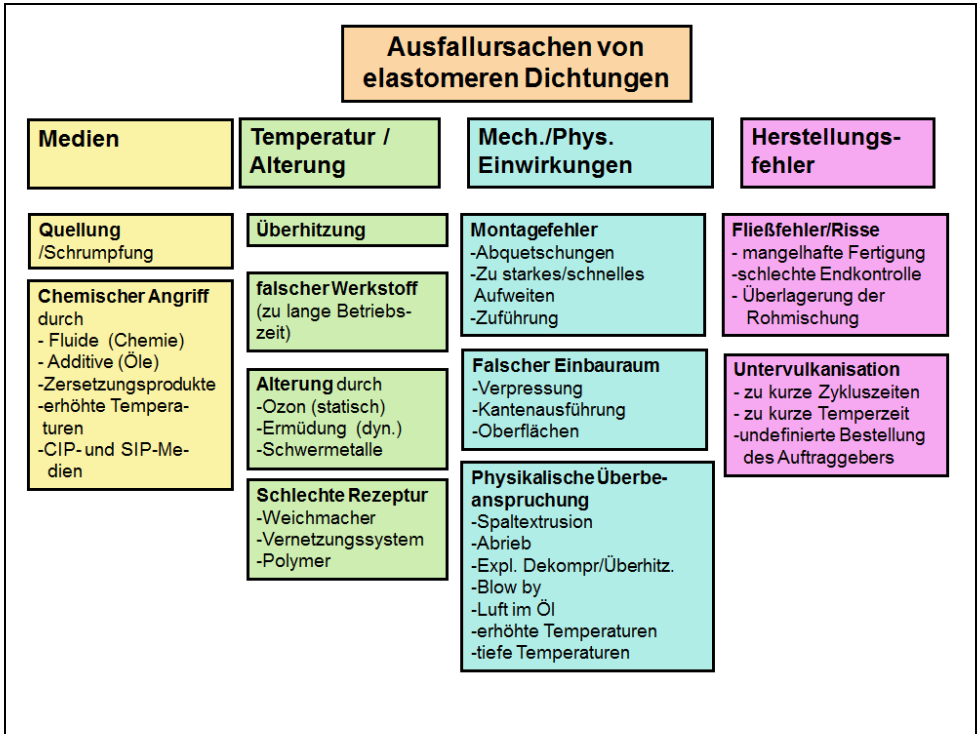 Ausfallursachen von
elastomeren Dichtungen
Medien
Quellung
/Schrumpfung
Chemischer Angriff
durch
- Fluide (Chemie)
- Additive (Öle)
-Zersetzungsprodukte
-erhöhte Tempera-
turen
-CIP- und SIP-Me-
dien
Temperatur /
Alterung
Überhitzung
falscher Werkstoff
(zu lange Betriebs-
zeit)
Alterung durch
-Ozon (statisch)
-Ermüdung (dyn.)
-Schwermetalle
Schlechte Rezeptur
-Weichmacher
-Vernetzungssystem
-Polymer
Mech./Phys.
Einwirkungen
Montagefehler
-Abquetschungen
-Zu starkes/schnelles
Aufweiten
-Zuführung
Falscher Einbauraum
-Verpressung
-Kantenausführung
-Oberflächen
Physikalische Überbe-
anspruchung
-Spaltextrusion
-Abrieb
-Expl. Dekompr/Überhitz.
-Blow by
-Luft im Öl
-erhöhte Temperaturen
-tiefe Temperaturen
Herstellungs-
fehler
Fließfehler/Risse
- mangelhafte Fertigung
-schlechte Endkontrolle
- Überlagerung der
Rohmischung
Untervulkanisation
- zu kurze Zykluszeiten
- zu kurze Temperzeit
-undefinierte Bestellung
des Auftraggebers